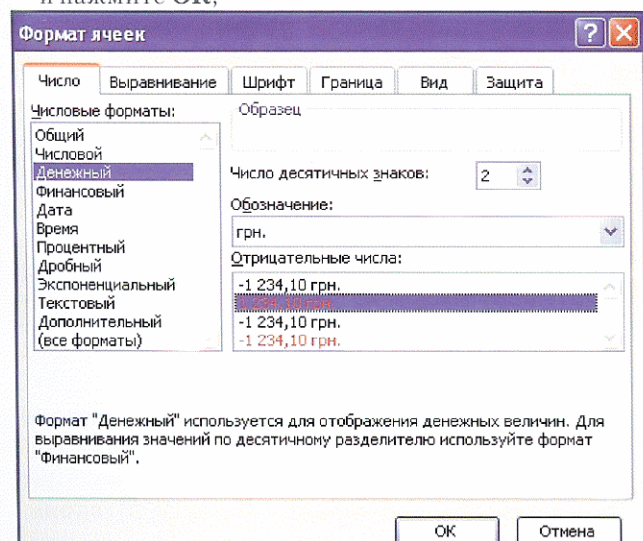 и нажмите OK;
Формат ячеек
Число Выравнивание Шрифт Граница Вид Защита
Числовые форматы:
Общий
Числовой
Денежный
Финансовый
Дата
Время
Процентный
Дробный
Экспоненциальный
Текстовый
Дополнительный
(все форматы)
Образец
Число десятичных знаков: 2
Обозначение:
грн.
Отрицательные числа:
-1 234,10 грн.
1 234,10 грн.
-1 234,10 грн.
-1 234,10 грн.
Формат "Денежный" используется для отображения денежных величин. Для
выравнивания значений по десятичному разделителю используйте формат
"Финансовый".
OK Отмена